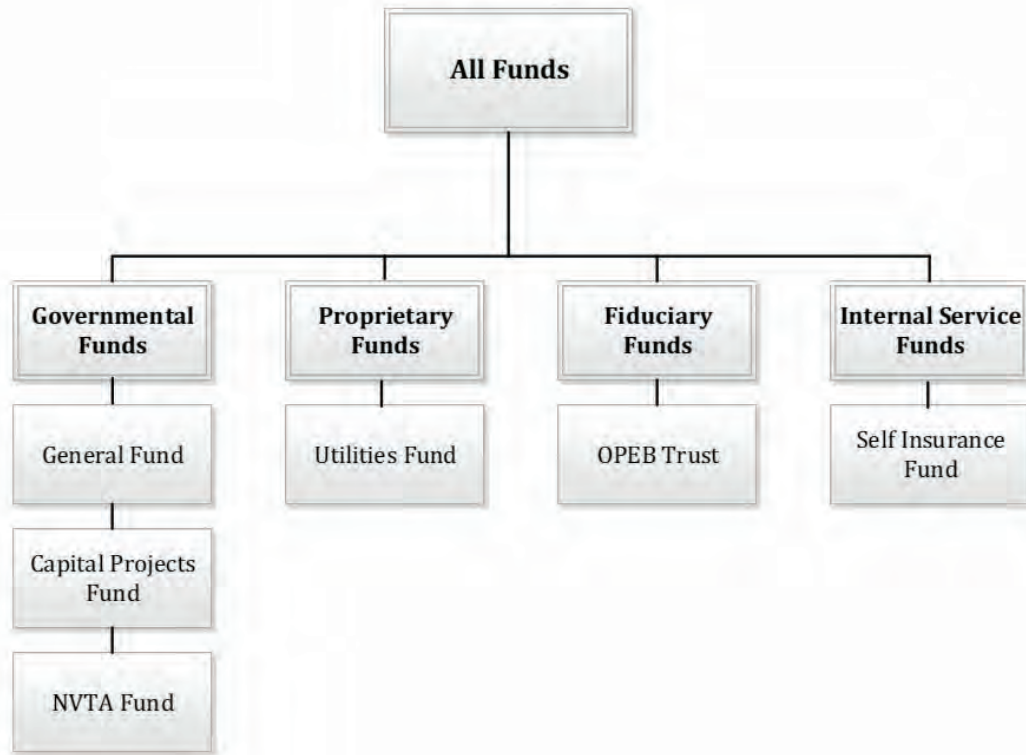 All Funds
Governmental
Funds
Proprietary
Funds
Fiduciary
Funds
Internal Service
Funds
General Fund
Utilities Fund
OPEB Trust
Self Insurance
Fund
Capital Projects
Fund
NVTA Fund